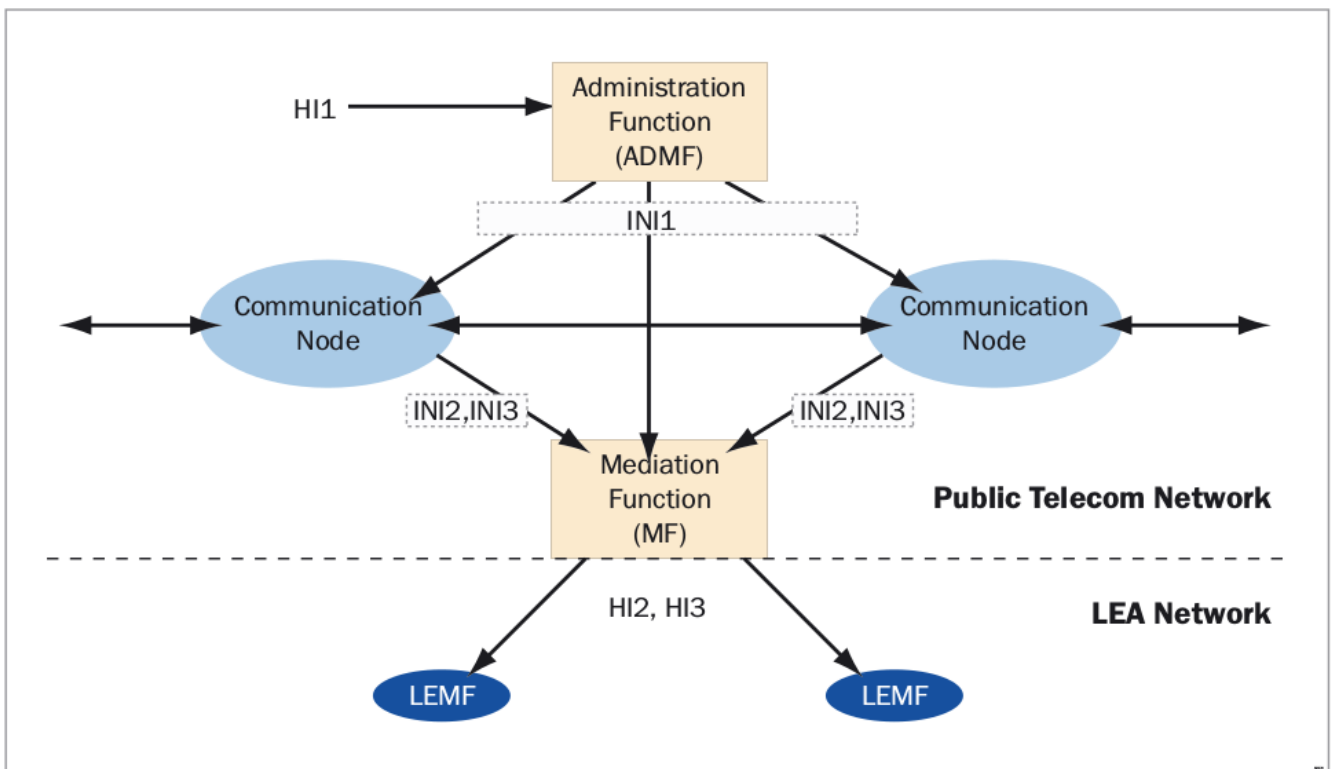 Administration
Function
(ADMF)
HI1
INI1
Communication
Node
Communication
Node
INI2,INI3
INI2,INI3
Mediation
Function
(MF)
Public Telecom Network
HI2, HI3
LEA Network
LEMF
LEMF